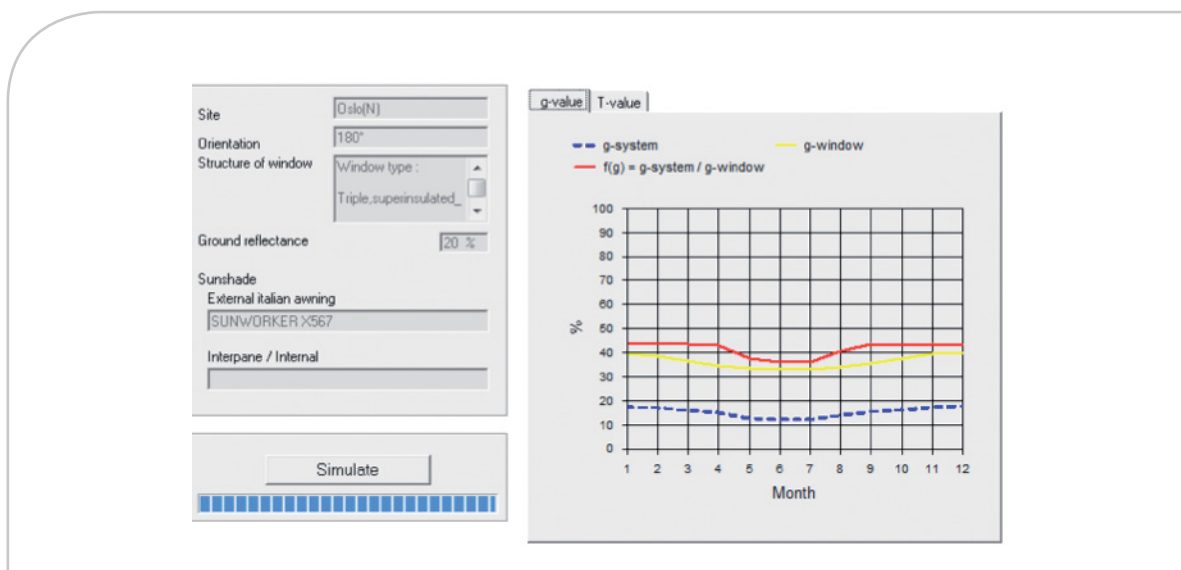 Site
Oslo(N)
Orientation
180°
Structure of window
Window type :
Triple,superinsulated_
Ground reflectance
20 %
Sunshade
External italian awning
SUNWORKER X567
Interpane / Internal
Simulate
g-value T-value
g-system g-window
f(g) = g-system / g-window
100
90
80
70
60
50
40
30
20
10
0
%
1 2 3 4 5 6 7 8 9 10 11 12
Month